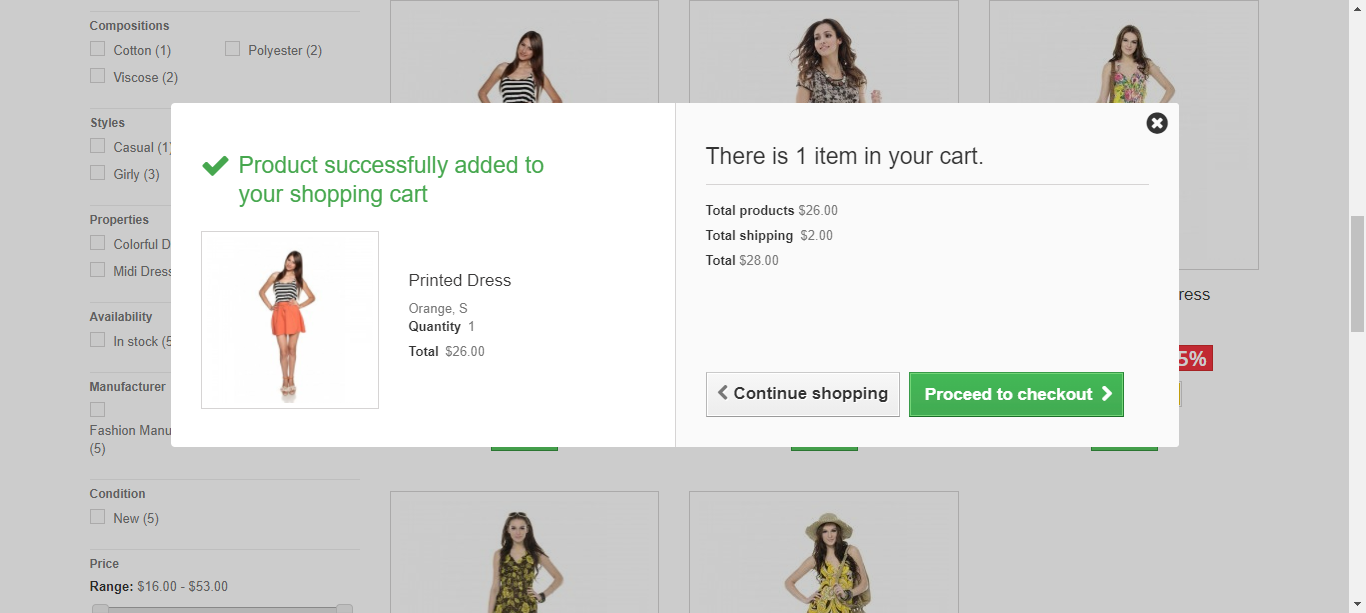 Compositions
Cotton (1)
Polyester (2)
Viscose (2)
Styles
Casual (1)
Girly (3)
Properties
Colorful D
Midi Dress
Availability
In stock (5
Manufacturer
Fashion Manu
(5)
Condition
New (5)
Price
Range: $16.00 - $53.00
Product successfully added to
your shopping cart
Printed Dress
Orange, S
Quantity 1
Total $26.00
There is 1 item in your cart.
Total products $26.00
Total shipping $2.00
Total $28.00
Continue shopping
Proceed to checkout
ress
5%